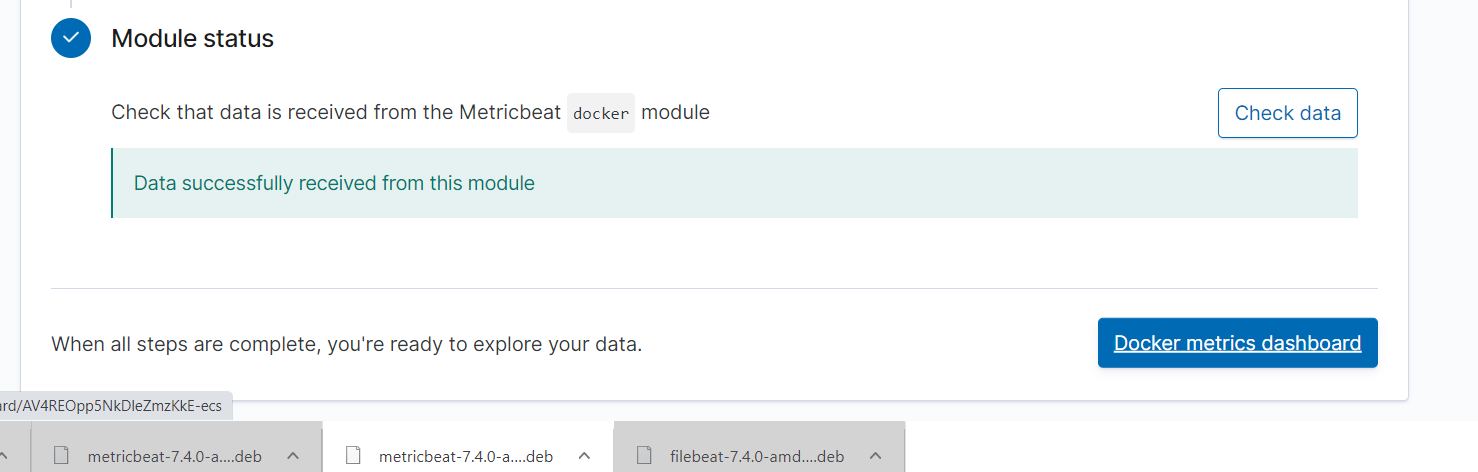 Module status
Check that data is received from the Metricbeat docker module
Check data
Data successfully received from this module
When all steps are complete, you're ready to explore your data.
Docker metrics dashboard
ard/AV4REOpp5NkDleZmzKkE-ecs
metricbeat-7.4.0-a....deb
metricbeat-7.4.0-a....deb
filebeat-7.4.0-amd....deb